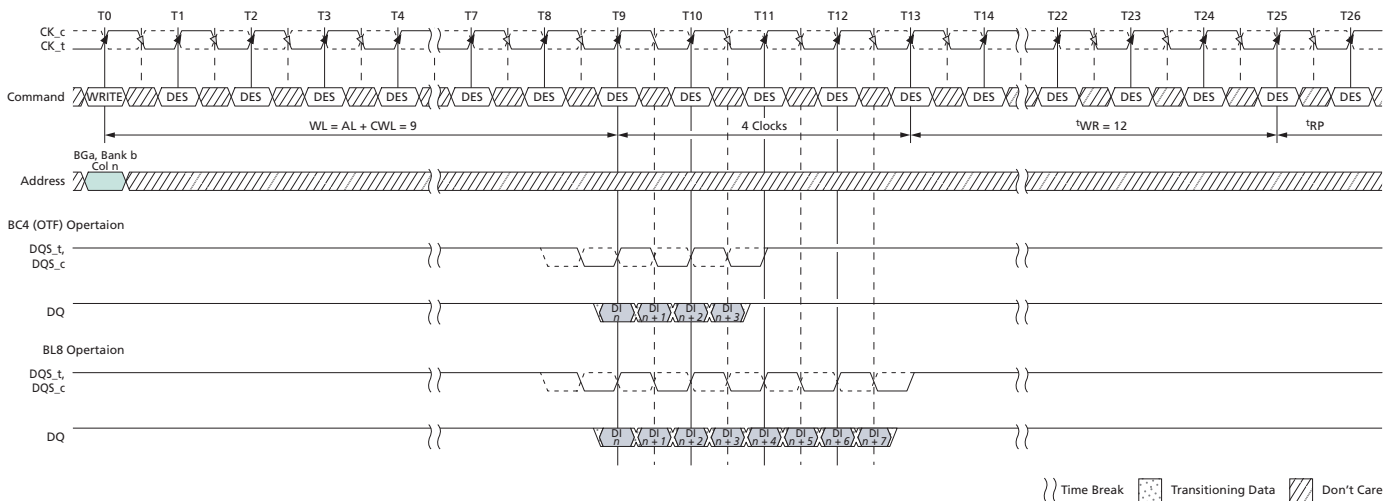 T0 T1 T2 T3 T4 T7 T8 T9 T10 T11 T12 T13 T14 T22 T23 T24 T25 T26
CK_c
CK_t
Command WRITE DES DES DES DES DES DES DES DES DES DES DES DES DES DES DES DES DES
WL = AL + CWL = 9 4 Clocks tWR = 12 tRP
BGa, Bank b
Col n
Address
BC4 (OTF) Opertaion
DQS_t,
DQS_c
DQ DI n DI n + 1 DI n + 2 DI n + 3
BL8 Opertaion
DQS_t,
DQS_c
DQ DI n DI n + 1 DI n + 2 DI n + 3 DI n + 4 DI n + 5 DI n + 6 DI n + 7
Time Break Transitioning Data Don't Care